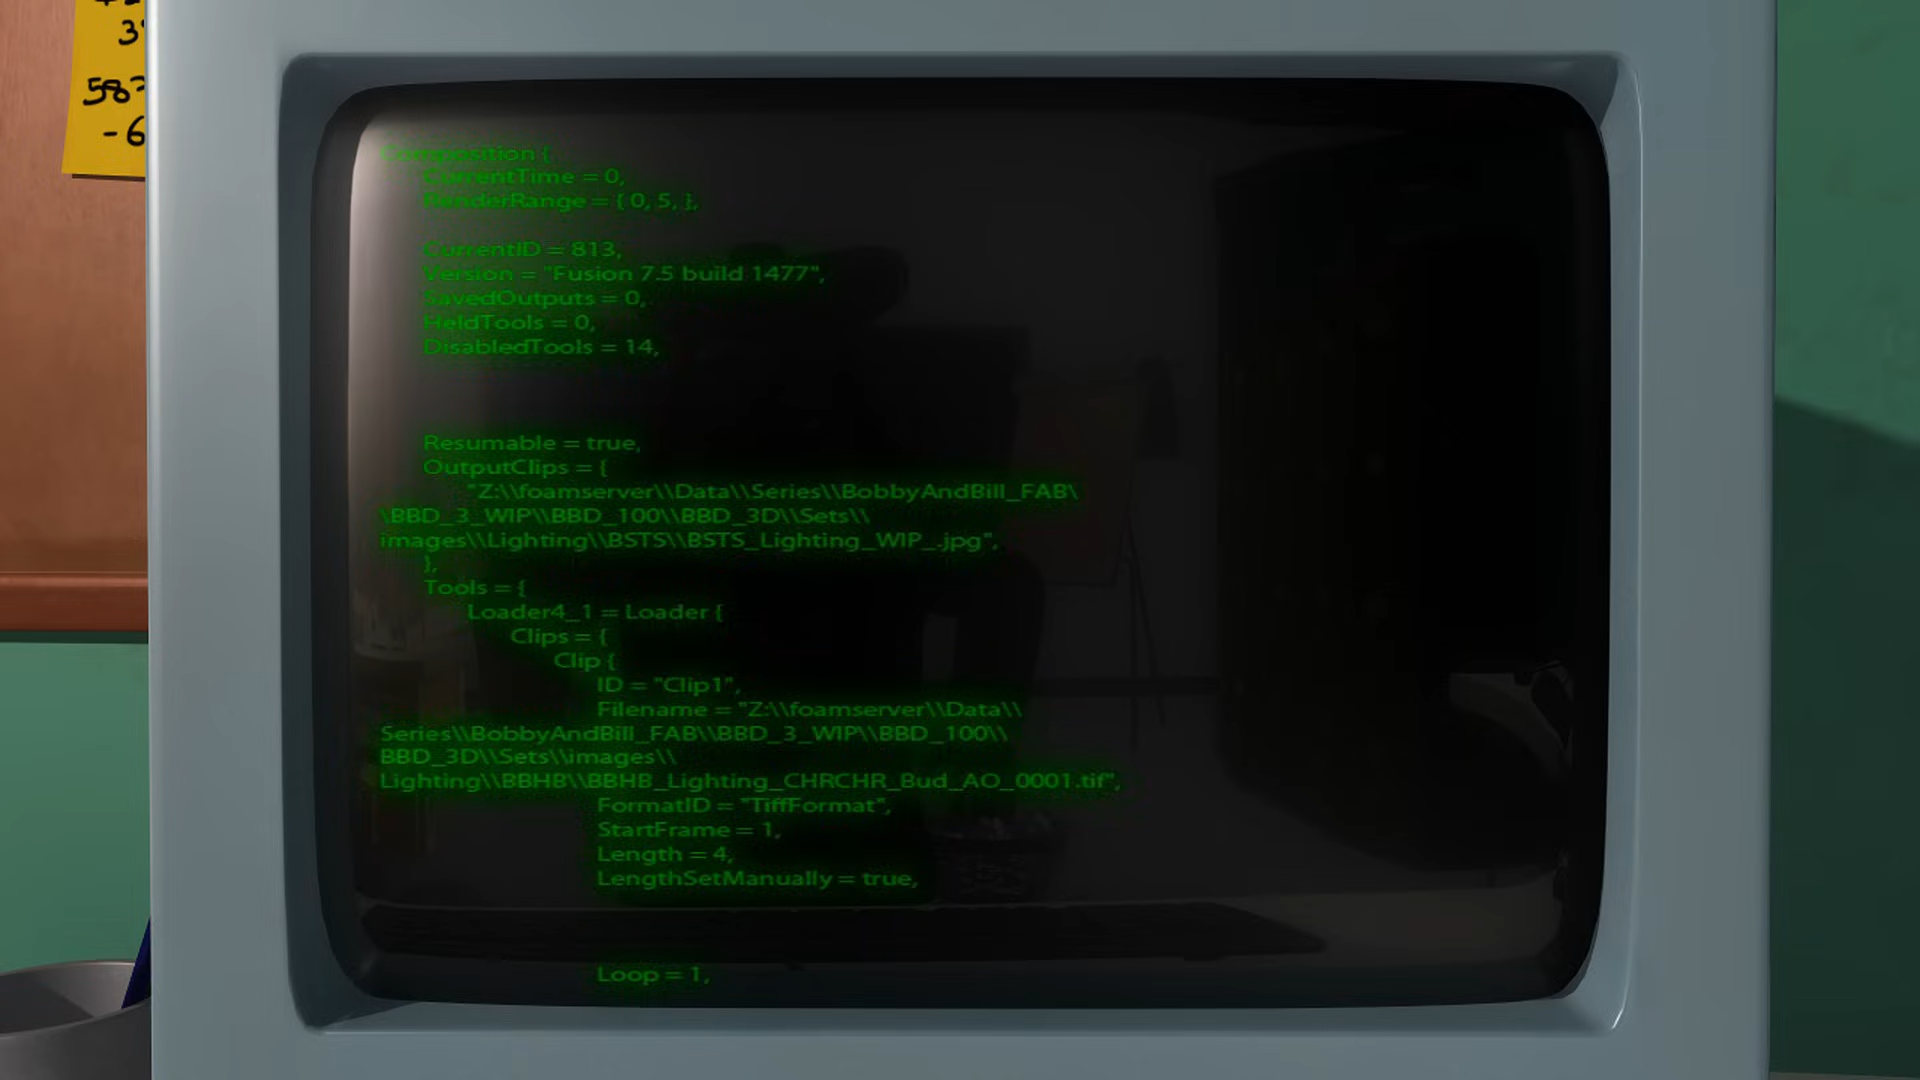 3
587
-6
Composition {
CurrentTime = 0,
RenderRange = { 0, 5, },
CurrentID = 813,
Version = "Fusion 7.5 build 1477",
SavedOutputs = 0,
HeldTools = 0,
DisabledTools = 14,
Resumable = true,
OutputClips = {
"Z:\\foamserver\\Data\\Series\\BobbyAndBill_FAB\
\BBD_3_WIP\\BBD_100\\BBD_3D\\Sets\\
images\\Lighting\\BSTS\\BSTS_Lighting_WIP_.jpg",
},
Tools = {
Loader4_1 = Loader {
Clips = {
Clip {
ID = "Clip1",
Filename = "Z:\\foamserver\\Data\\
Series\\BobbyAndBill_FAB\\BBD_3_WIP\\BBD_100\\
BBD_3D\\Sets\\images\\
Lighting\\BBHB\\BBHB_Lighting_CHRCHR_Bud_AO_0001.tif",
FormatID = "TiffFormat",
StartFrame = 1,
Length = 4,
LengthSetManually = true,
Loop = 1,